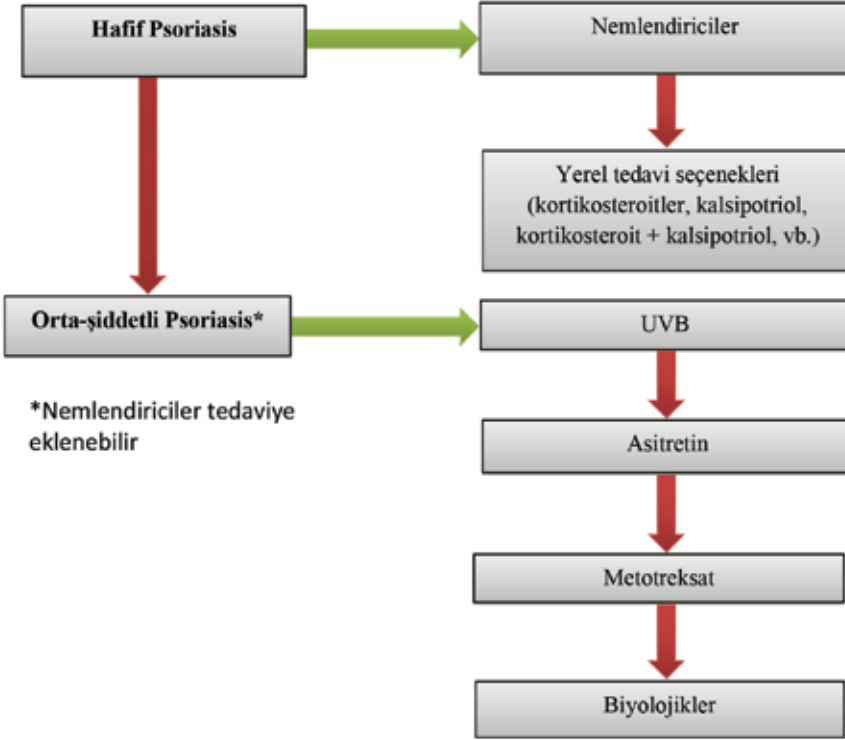 Hafif Psoriasis
Nemlendiriciler
Yerel tedavi seçenekleri
(kortikosteroitler, kalsipotriol,
kortikosteroit + kalsipotriol, vb.)
Orta-şiddetli Psoriasis*
UVB
*Nemlendiriciler tedaviye
eklenebilir
Asitretin
Metotreksat
Biyolojikler